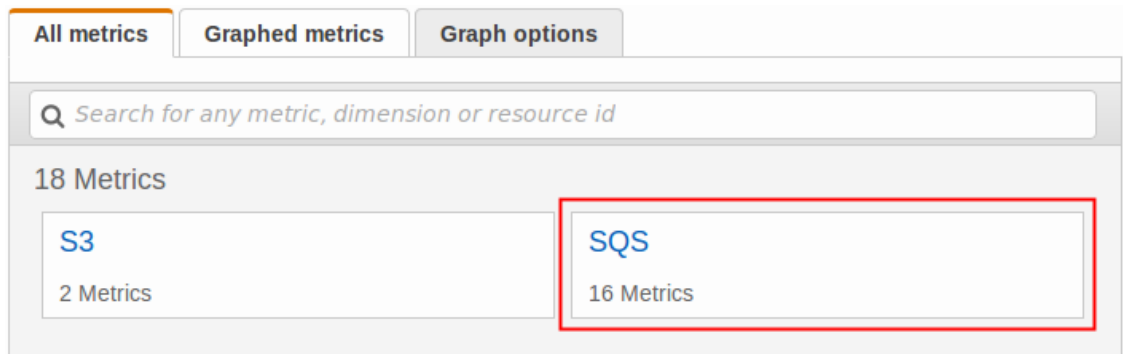 All metrics
Graphed metrics
Graph options
Search for any metric, dimension or resource id
18 Metrics
S3
2 Metrics
SQS
16 Metrics